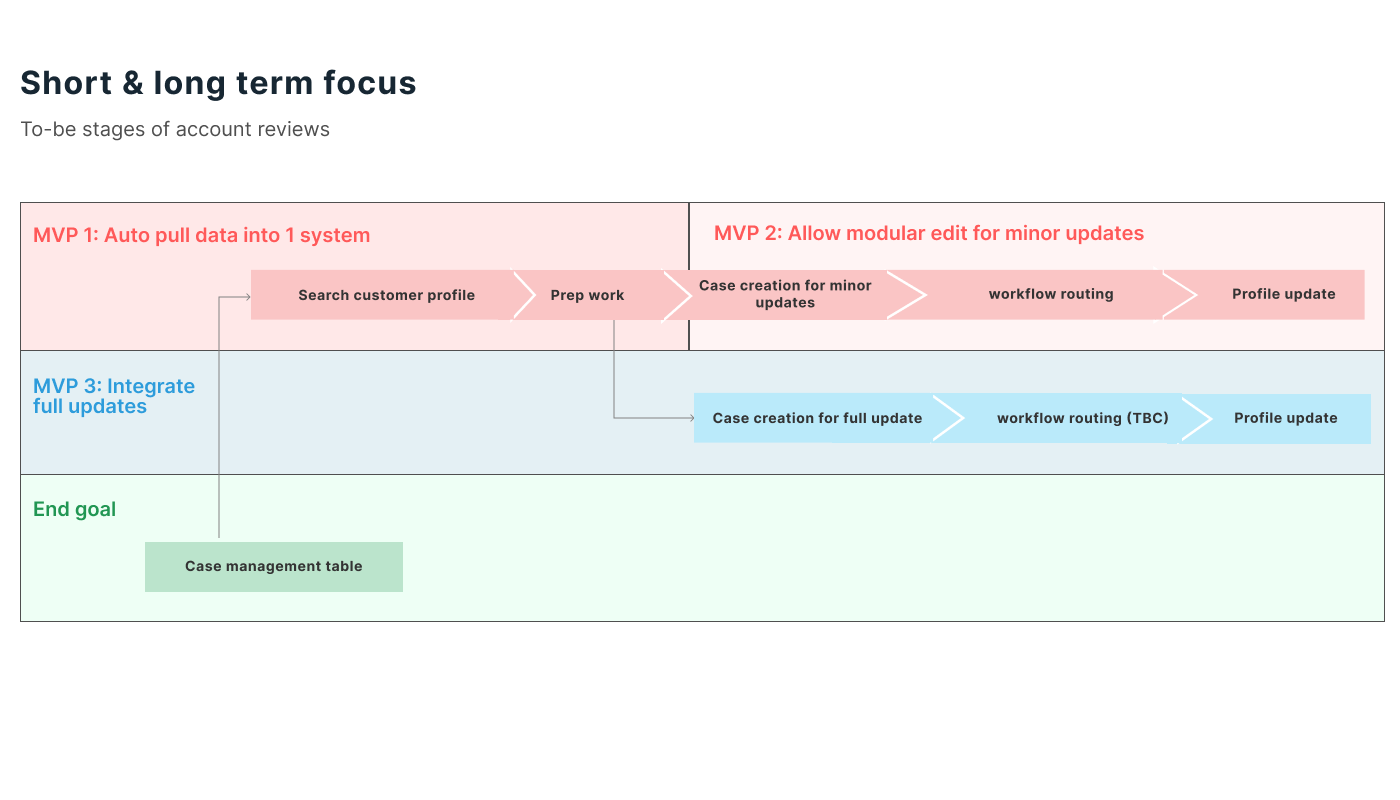 Short & long term focus
To-be stages of account reviews
MVP 1: Auto pull data into 1 system
MVP 2: Allow modular edit for minor updates
Search customer profile
Prep work
Case creation for minor
updates
workflow routing
Profile update
MVP 3: Integrate
full updates
Case creation for full update
workflow routing (TBC)
Profile update
End goal
Case management table